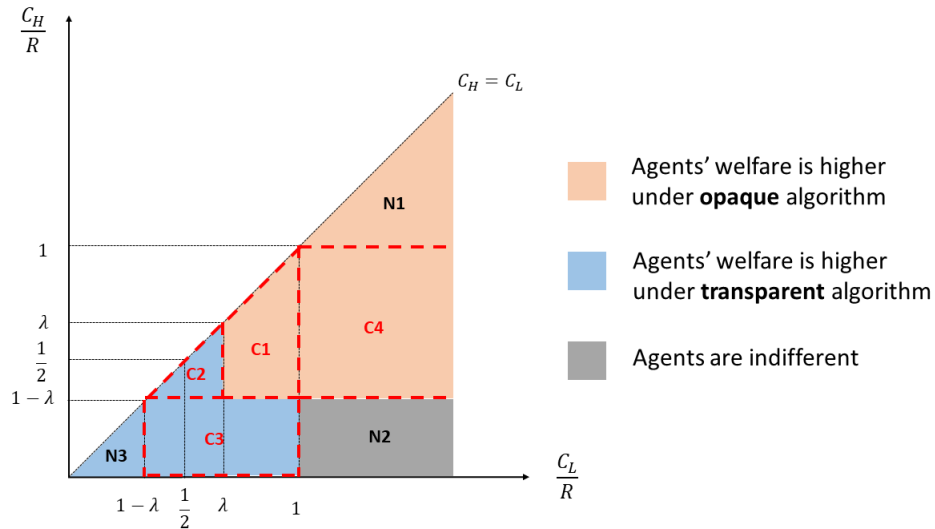 C_H/R
C_H = C_L
N1
Agents' welfare is higher
under opaque algorithm
1
Agents' welfare is higher
under transparent algorithm
λ
C1
C4
1/2
C2
Agents are indifferent
1 − λ
N3
C3
N2
C_L/R
1 − λ
1/2
λ
1